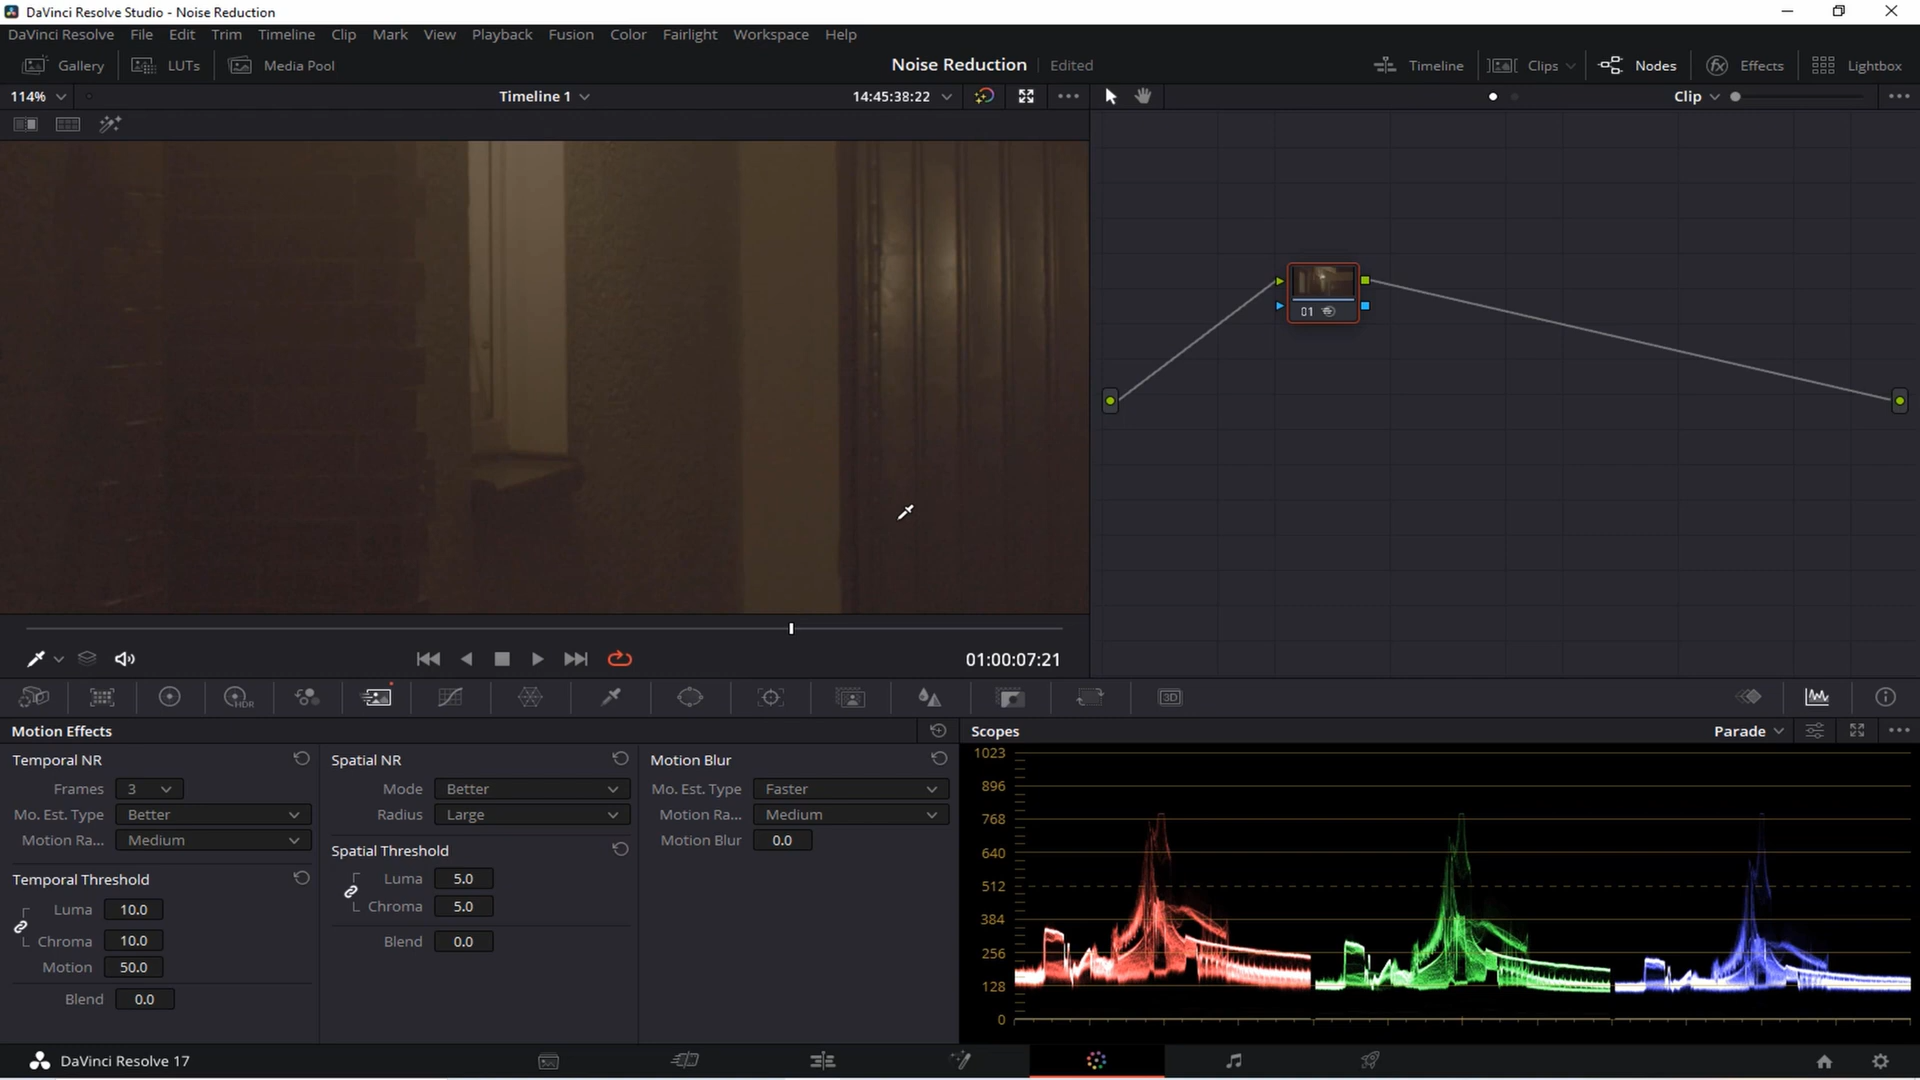 DaVinci Resolve Studio - Noise Reduction
DaVinci Resolve File Edit Trim Timeline Clip Mark View Playback Fusion Color Fairlight Workspace Help
Gallery LUTs Media Pool Noise Reduction Edited Timeline Clips Nodes Effects Lightbox
114% Timeline 1 14:45:38:22 Clip
01
01:00:07:21
HDR 3D
Motion Effects
Temporal NR
Frames 3
Mo. Est. Type Better
Motion Ra... Medium
Temporal Threshold
Luma 10.0
Chroma 10.0
Motion 50.0
Blend 0.0
Spatial NR
Mode Better
Radius Large
Spatial Threshold
Luma 5.0
Chroma 5.0
Blend 0.0
Motion Blur
Mo. Est. Type Faster
Motion Ra... Medium
Motion Blur 0.0
Scopes Parade
1023
896
768
640
512
384
256
128
0
DaVinci Resolve 17